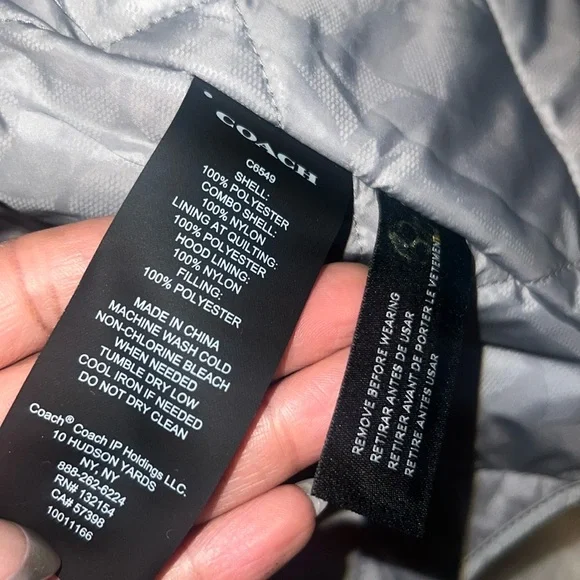 COACH
C6549
SHELL:
100% POLYESTER
COMBO SHELL:
100% NYLON
LINING AT QUILTING:
100% POLYESTER
HOOD LINING:
100% NYLON
FILLING:
100% POLYESTER
MADE IN CHINA
MACHINE WASH COLD
NON-CHLORINE BLEACH
WHEN NEEDED
TUMBLE DRY LOW
COOL IRON IF NEEDED
DO NOT DRY CLEAN
Coach® Coach IP Holdings LLC.
10 HUDSON YARDS
NY, NY
888-262-6224
RN# 132154
CA# 57398
10011166
REMOVE BEFORE WEARING
RETIRAR ANTES DE USAR
RETIRER AVANT DE PORTER LE VETEMENT
RETIRE ANTES USAR